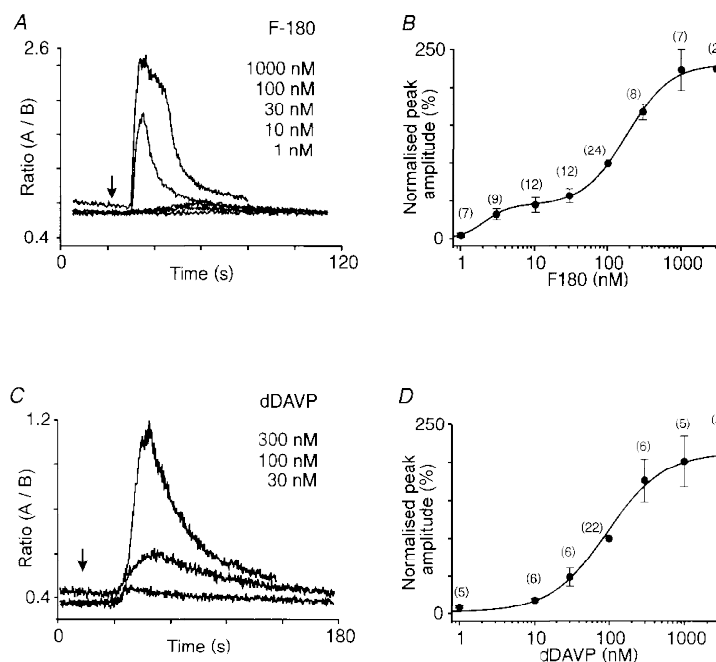 A
F-180
2.6
1000 nM
100 nM
30 nM
10 nM
1 nM
Ratio (A / B)
0.4
0
120
Time (s)
B
250
Normalised peak
amplitude (%)
0
(7)
(9)
(12)
(12)
(24)
(8)
(7)
1
10
100
1000
F180 (nM)
C
dDAVP
1.2
300 nM
100 nM
30 nM
Ratio (A / B)
0.4
0
180
Time (s)
D
250
Normalised peak
amplitude (%)
0
(5)
(6)
(6)
(22)
(6)
(5)
1
10
100
1000
dDAVP (nM)